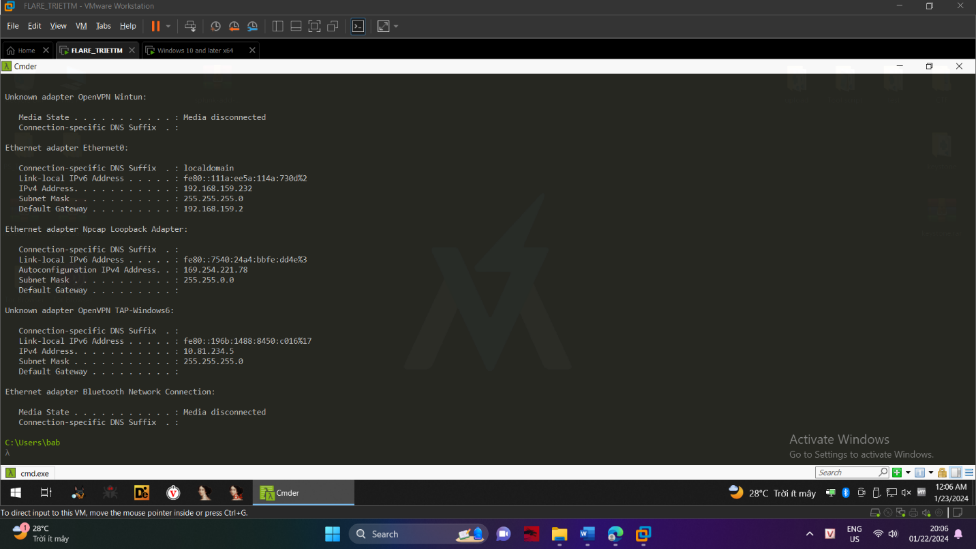 FLARE_TRIETTM - VMware Workstation
File Edit View VM Tabs Help
Home FLARE_TRIETTM Windows 10 and later x64
Cmder
Unknown adapter OpenVPN Wintun:
Media State . . . . . . . . . . . : Media disconnected
Connection-specific DNS Suffix . :
Ethernet adapter Ethernet0:
Connection-specific DNS Suffix . : localdomain
Link-local IPv6 Address . . . . . : fe80::111a:ee5a:114a:730d%2
IPv4 Address. . . . . . . . . . . : 192.168.159.232
Subnet Mask . . . . . . . . . . . : 255.255.255.0
Default Gateway . . . . . . . . . : 192.168.159.2
Ethernet adapter Npcap Loopback Adapter:
Connection-specific DNS Suffix . :
Link-local IPv6 Address . . . . . : fe80::7540:24a4:bbfe:dd4e%3
Autoconfiguration IPv4 Address. . : 169.254.221.78
Subnet Mask . . . . . . . . . . . : 255.255.0.0
Default Gateway . . . . . . . . . :
Unknown adapter OpenVPN TAP-Windows6:
Connection-specific DNS Suffix . :
Link-local IPv6 Address . . . . . : fe80::196b:1488:8450:c016%17
IPv4 Address. . . . . . . . . . . : 10.81.234.5
Subnet Mask . . . . . . . . . . . : 255.255.255.0
Default Gateway . . . . . . . . . :
Ethernet adapter Bluetooth Network Connection:
Media State . . . . . . . . . . . : Media disconnected
Connection-specific DNS Suffix . :
C:\Users\bab
λ
Activate Windows
Go to Settings to activate Windows.
cmd.exe Search
Cmder 28°C Trời ít mây 12:06 AM
1/23/2024
To direct input to this VM, move the mouse pointer inside or press Ctrl+G.
28°C
Trời ít mây
Search
ENG
US
20:06
01/22/2024